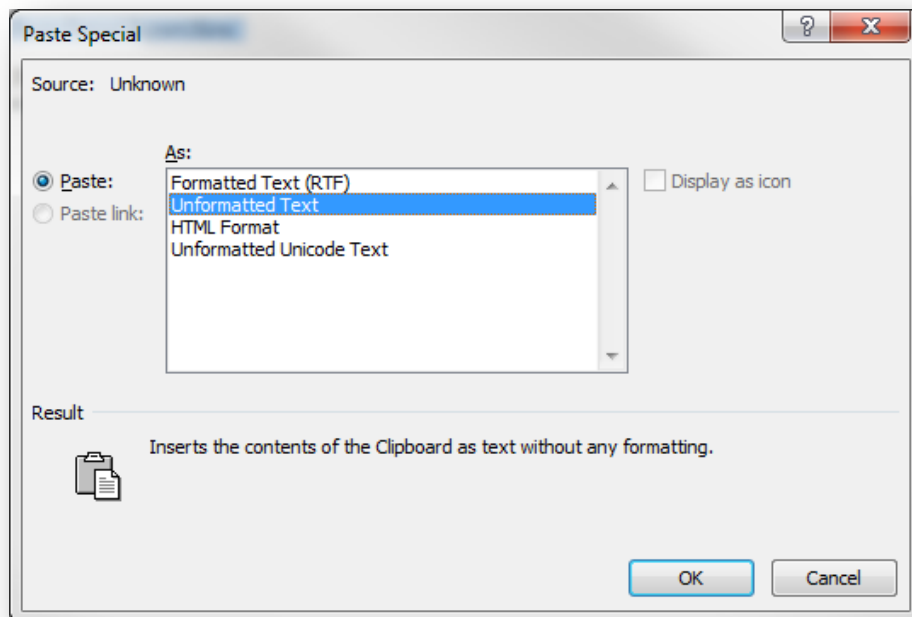 Paste Special
Source: Unknown
As:
Paste:
Paste link:
Formatted Text (RTF)
Unformatted Text
HTML Format
Unformatted Unicode Text
Display as icon
Result
Inserts the contents of the Clipboard as text without any formatting.
OK
Cancel